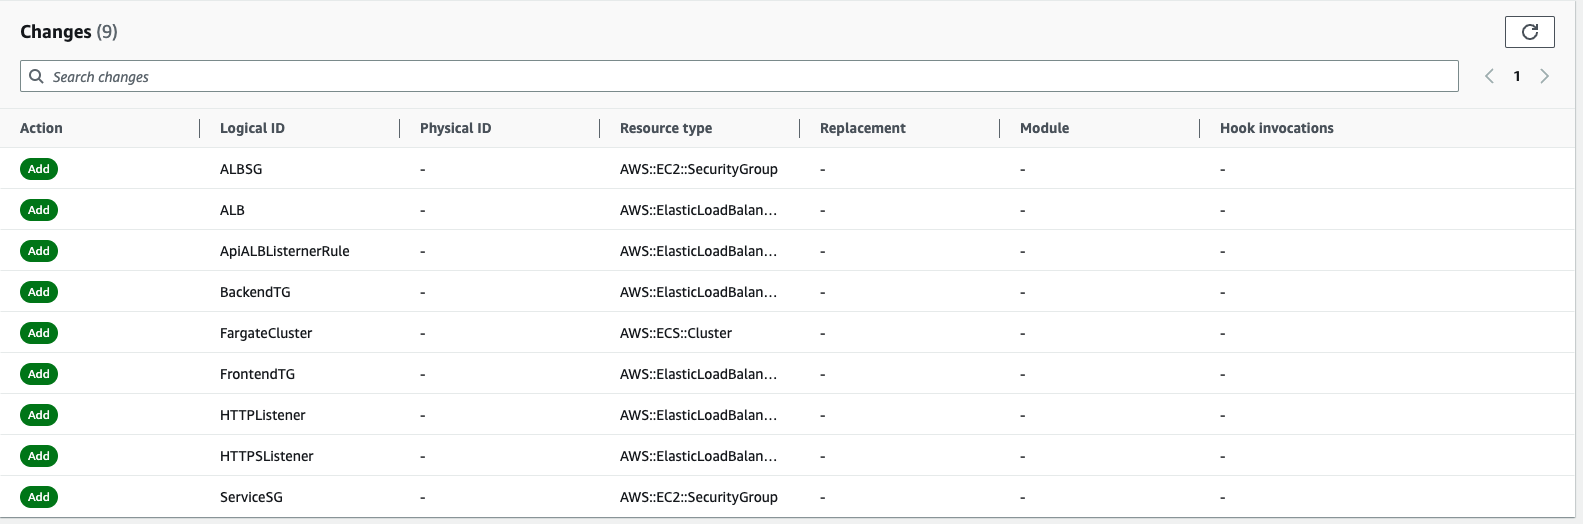 Changes (9)
Search changes
1
Action Logical ID Physical ID Resource type Replacement Module Hook invocations
Add ALBSG - AWS::EC2::SecurityGroup - - -
Add ALB - AWS::ElasticLoadBalan... - - -
Add ApiALBListernerRule - AWS::ElasticLoadBalan... - - -
Add BackendTG - AWS::ElasticLoadBalan... - - -
Add FargateCluster - AWS::ECS::Cluster - - -
Add FrontendTG - AWS::ElasticLoadBalan... - - -
Add HTTPListener - AWS::ElasticLoadBalan... - - -
Add HTTPSListener - AWS::ElasticLoadBalan... - - -
Add ServiceSG - AWS::EC2::SecurityGroup - - -